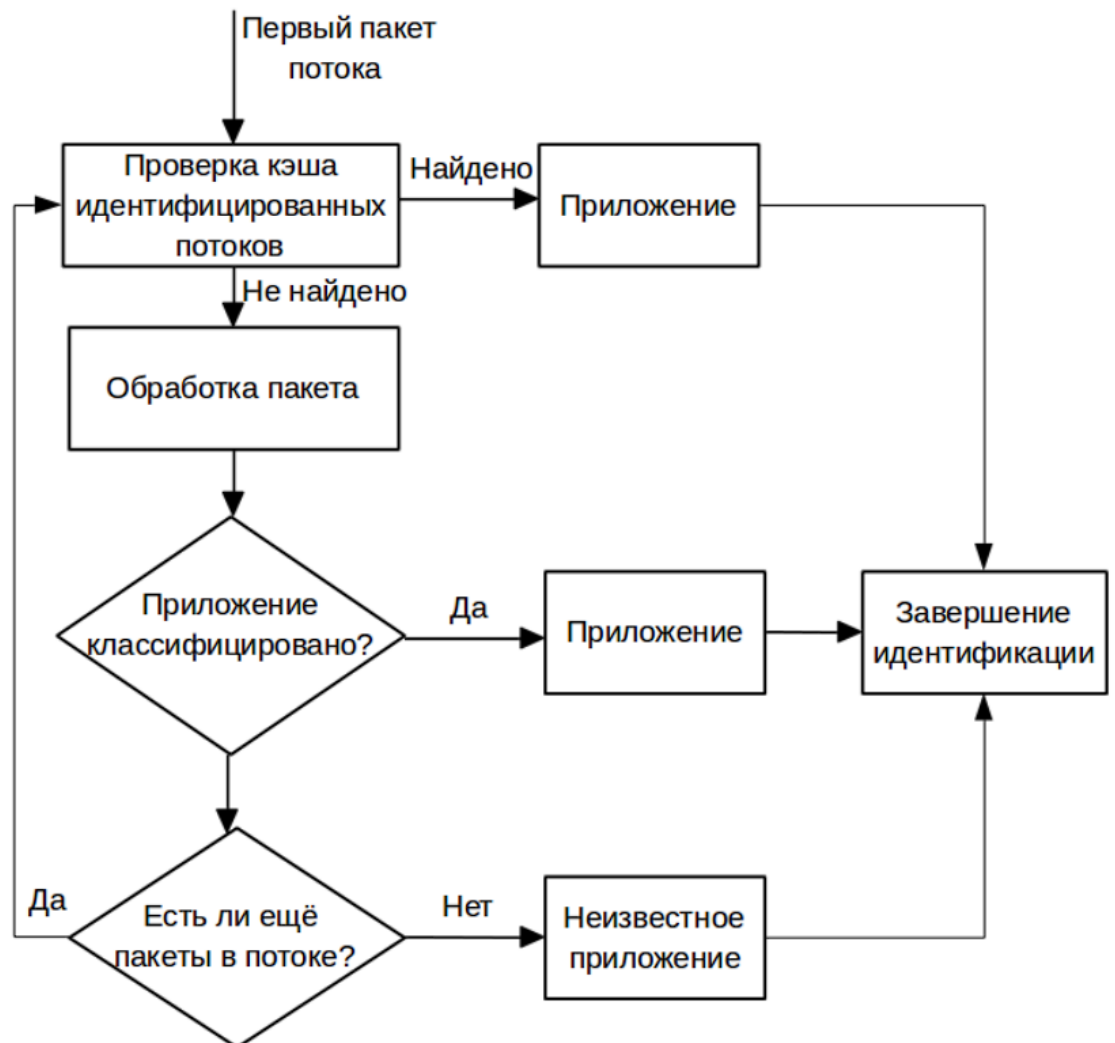 Первый пакет
потока
Проверка кэша
идентифицированных
потоков
Найдено
Приложение
Не найдено
Обработка пакета
Приложение
классифицировано?
Да
Приложение
Завершение
идентификации
Да
Есть ли ещё
пакеты в потоке?
Нет
Неизвестное
приложение